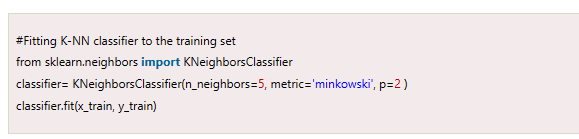 #Fitting K-NN classifier to the training set
from sklearn.neighbors import KNeighborsClassifier
classifier= KNeighborsClassifier(n_neighbors=5, metric='minkowski', p=2 )
classifier.fit(x_train, y_train)